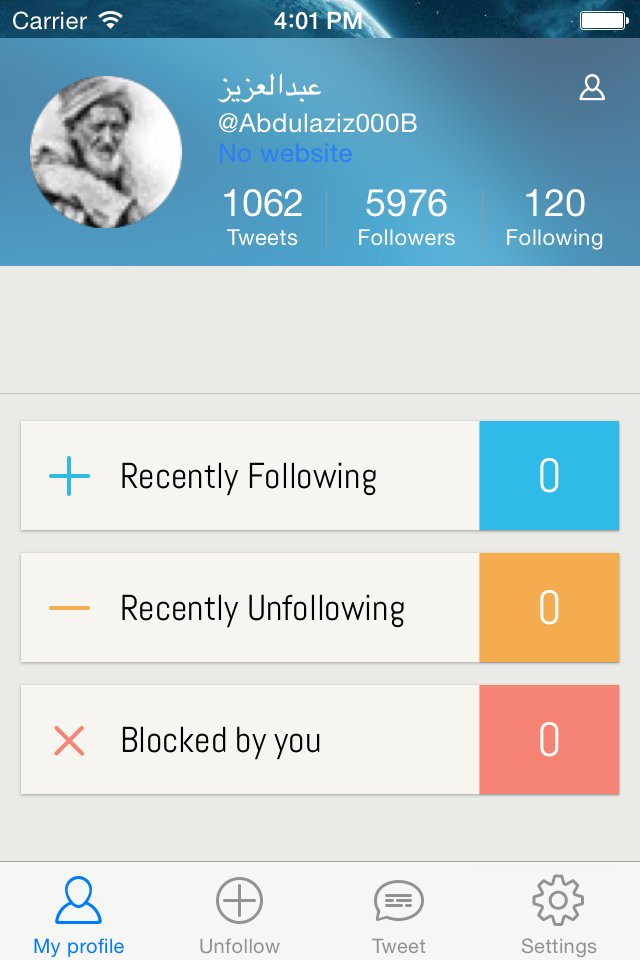 Carrier 4:01 PM
عبدالعزيز
@Abdulaziz000B
No website
1062 5976 120
Tweets Followers Following
Recently Following 0
Recently Unfollowing 0
Blocked by you 0
My profile Unfollow Tweet Settings